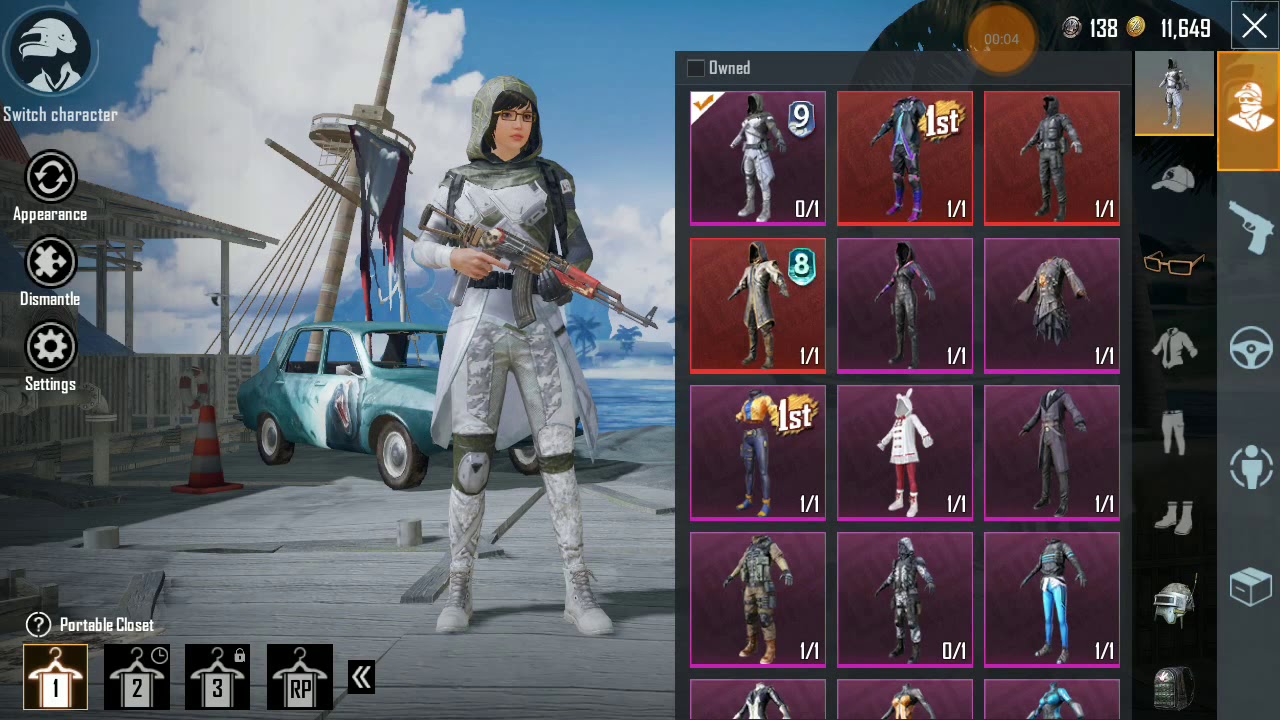 Switch character
Appearance
Dismantle
Settings
00:04
138
11,649
Owned
9
0/1
1st
1/1
1/1
8
1/1
1/1
1/1
1st
1/1
1/1
1/1
1/1
0/1
1/1
? Portable Closet
1
2
3
RP